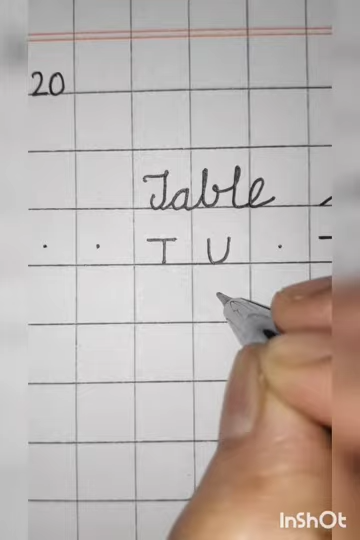 20
Table
. . T U .
InShOt